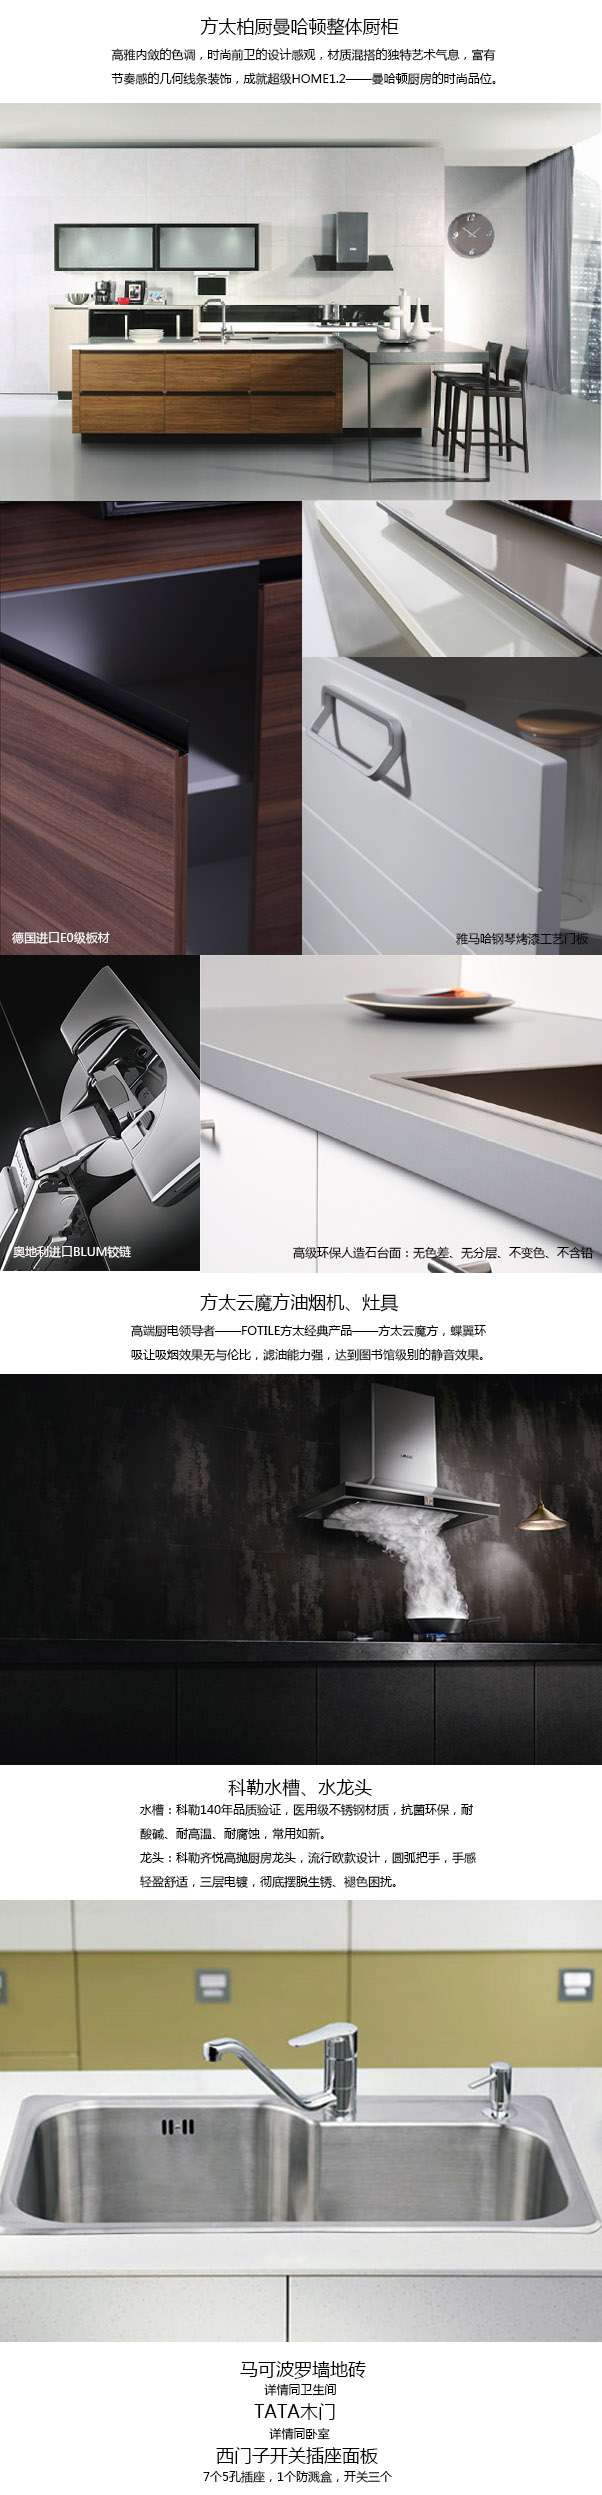 方太柏厨曼哈顿整体厨柜
高雅内敛的色调，时尚前卫的设计感观，材质混搭的独特艺术气息，富有
节奏感的几何线条装饰，成就超级HOME1.2——曼哈顿厨房的时尚品位。
德国进口E0级板材
雅马哈钢琴烤漆工艺门板
奥地利进口BLUM铰链
高级环保人造石台面：无色差、无分层、不变色、不含铅
方太云魔方油烟机、灶具
高端厨电领导者——FOTILE方太经典产品——方太云魔方，蝶翼环
吸让吸烟效果无与伦比，滤油能力强，达到图书馆级别的静音效果。
科勒水槽、水龙头
水槽：科勒140年品质验证，医用级不锈钢材质，抗菌环保，耐
酸碱、耐高温、耐腐蚀，常用如新。
龙头：科勒齐悦高抛厨房龙头，流行欧款设计，圆弧把手，手感
轻盈舒适，三层电镀，彻底摆脱生锈、褪色困扰。
马可波罗墙地砖
详情同卫生间
TATA木门
详情同卧室
西门子开关插座面板
7个5孔插座，1个防溅盒，开关三个